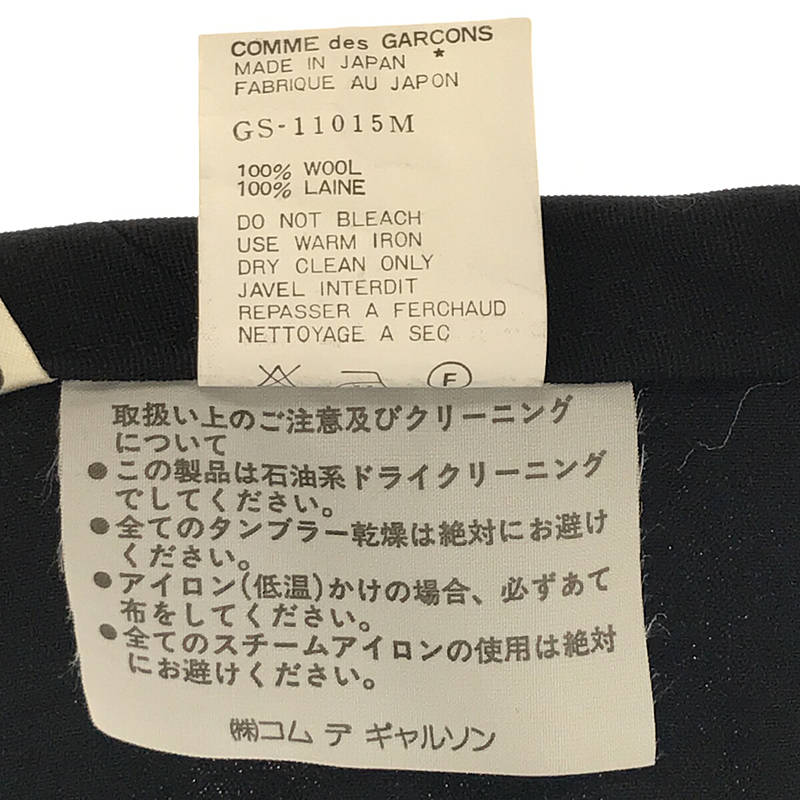 COMME des GARCONS *
MADE IN JAPAN
FABRIQUE AU JAPON
GS-11015M
100% WOOL
100% LAINE
DO NOT BLEACH
USE WARM IRON
DRY CLEAN ONLY
JAVEL INTERDIT
REPASSER A FERCHAUD
NETTOYAGE A SEC
F
取扱い上のご注意及びクリーニング
について
●この製品は石油系ドライクリーニング
でしてください。
●全てのタンブラー乾燥は絶対にお避け
ください。
●アイロン(低温)かけの場合、必ずあて
布をしてください。
●全てのスチームアイロンの使用は絶対
にお避けください。
㈱コム デ ギャルソン